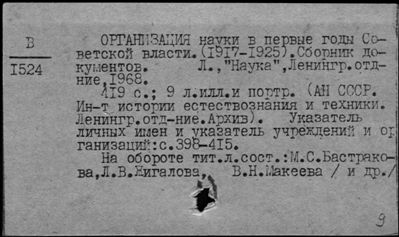 В
1524
ОРГАНИЗАЦИЯ науки в первые годы Со-
ветской власти.(1917-1925).Сборник до-
кументов. Л.,"Наука",Ленингр.отд-
ние,1968.
419 с.; 9 л.илл.и портр. (АН СССР.
Ин-т истории естествознания и техники.
Ленингр.отд-ние.Архив). Указатель
личных имен и указатель учреждений и ор
ганизаций:с.398-415.
На обороте тит.л.сост.:М.С.Бастрако-
ва,Л.В.Жигалова, В.Н.Макеева / и др./
9